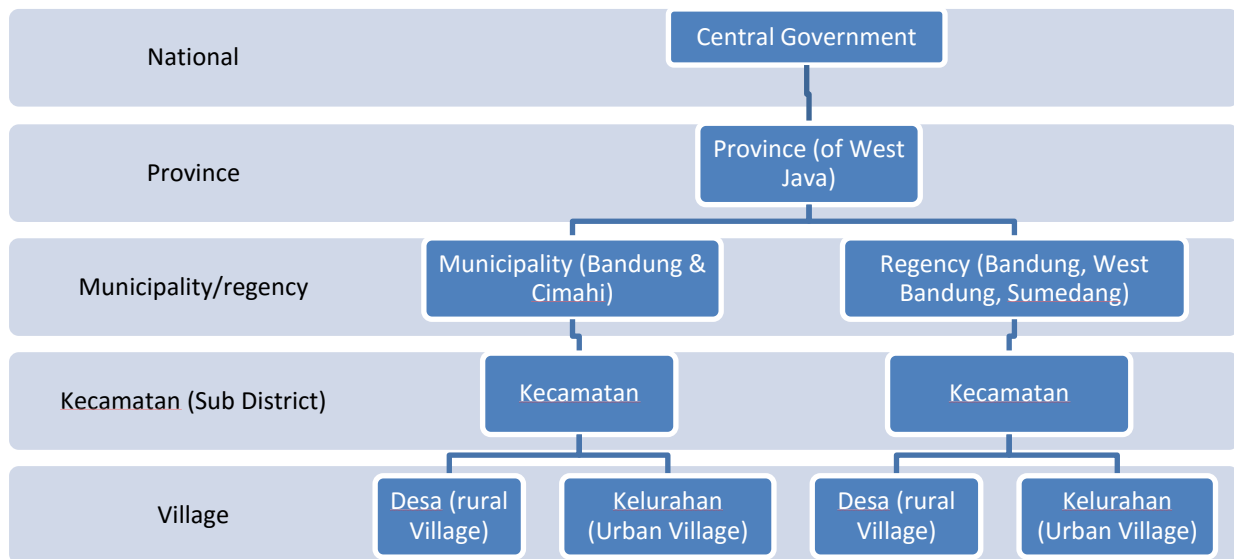 National
Central Government
Province
Province (of West
Java)
Municipality/regency
Municipality (Bandung &
Cimahi)
Regency (Bandung, West
Bandung, Sumedang)
Kecamatan (Sub District)
Kecamatan
Kecamatan
Village
Desa (rural
Village)
Kelurahan
(Urban Village)
Desa (rural
Village)
Kelurahan
(Urban Village)